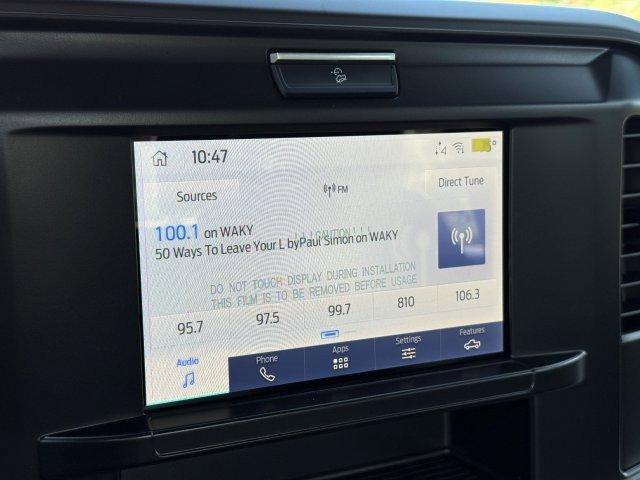 10:47
4
Sources
FM
Direct Tune
100.1 on WAKY
! ! ! CAUTION ! ! !
50 Ways To Leave Your L byPaul Simon on WAKY
DO NOT TOUCH DISPLAY DURING INSTALLATION
THIS FILM IS TO BE REMOVED BEFORE USAGE
95.7 97.5 99.7 810 106.3
Audio Phone Apps Settings Features